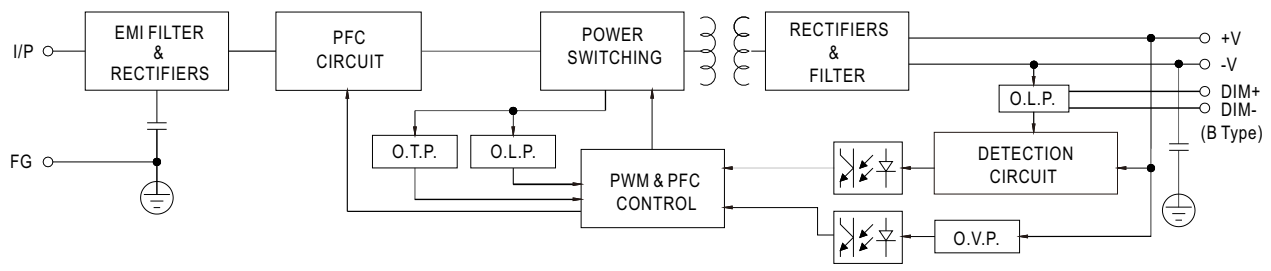 I/P
EMI FILTER
&
RECTIFIERS
PFC
CIRCUIT
POWER
SWITCHING
RECTIFIERS
&
FILTER
+V
-V
DIM+
DIM-
(B Type)
O.L.P.
FG
O.T.P.
O.L.P.
PWM & PFC
CONTROL
DETECTION
CIRCUIT
O.V.P.